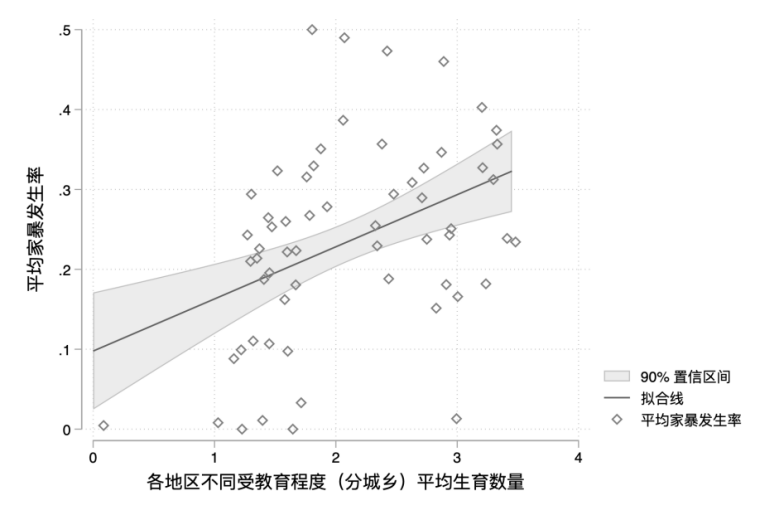 .5
.4
.3
.2
.1
0
平均家暴发生率
0 1 2 3 4
各地区不同受教育程度（分城乡）平均生育数量
90% 置信区间
拟合线
平均家暴发生率